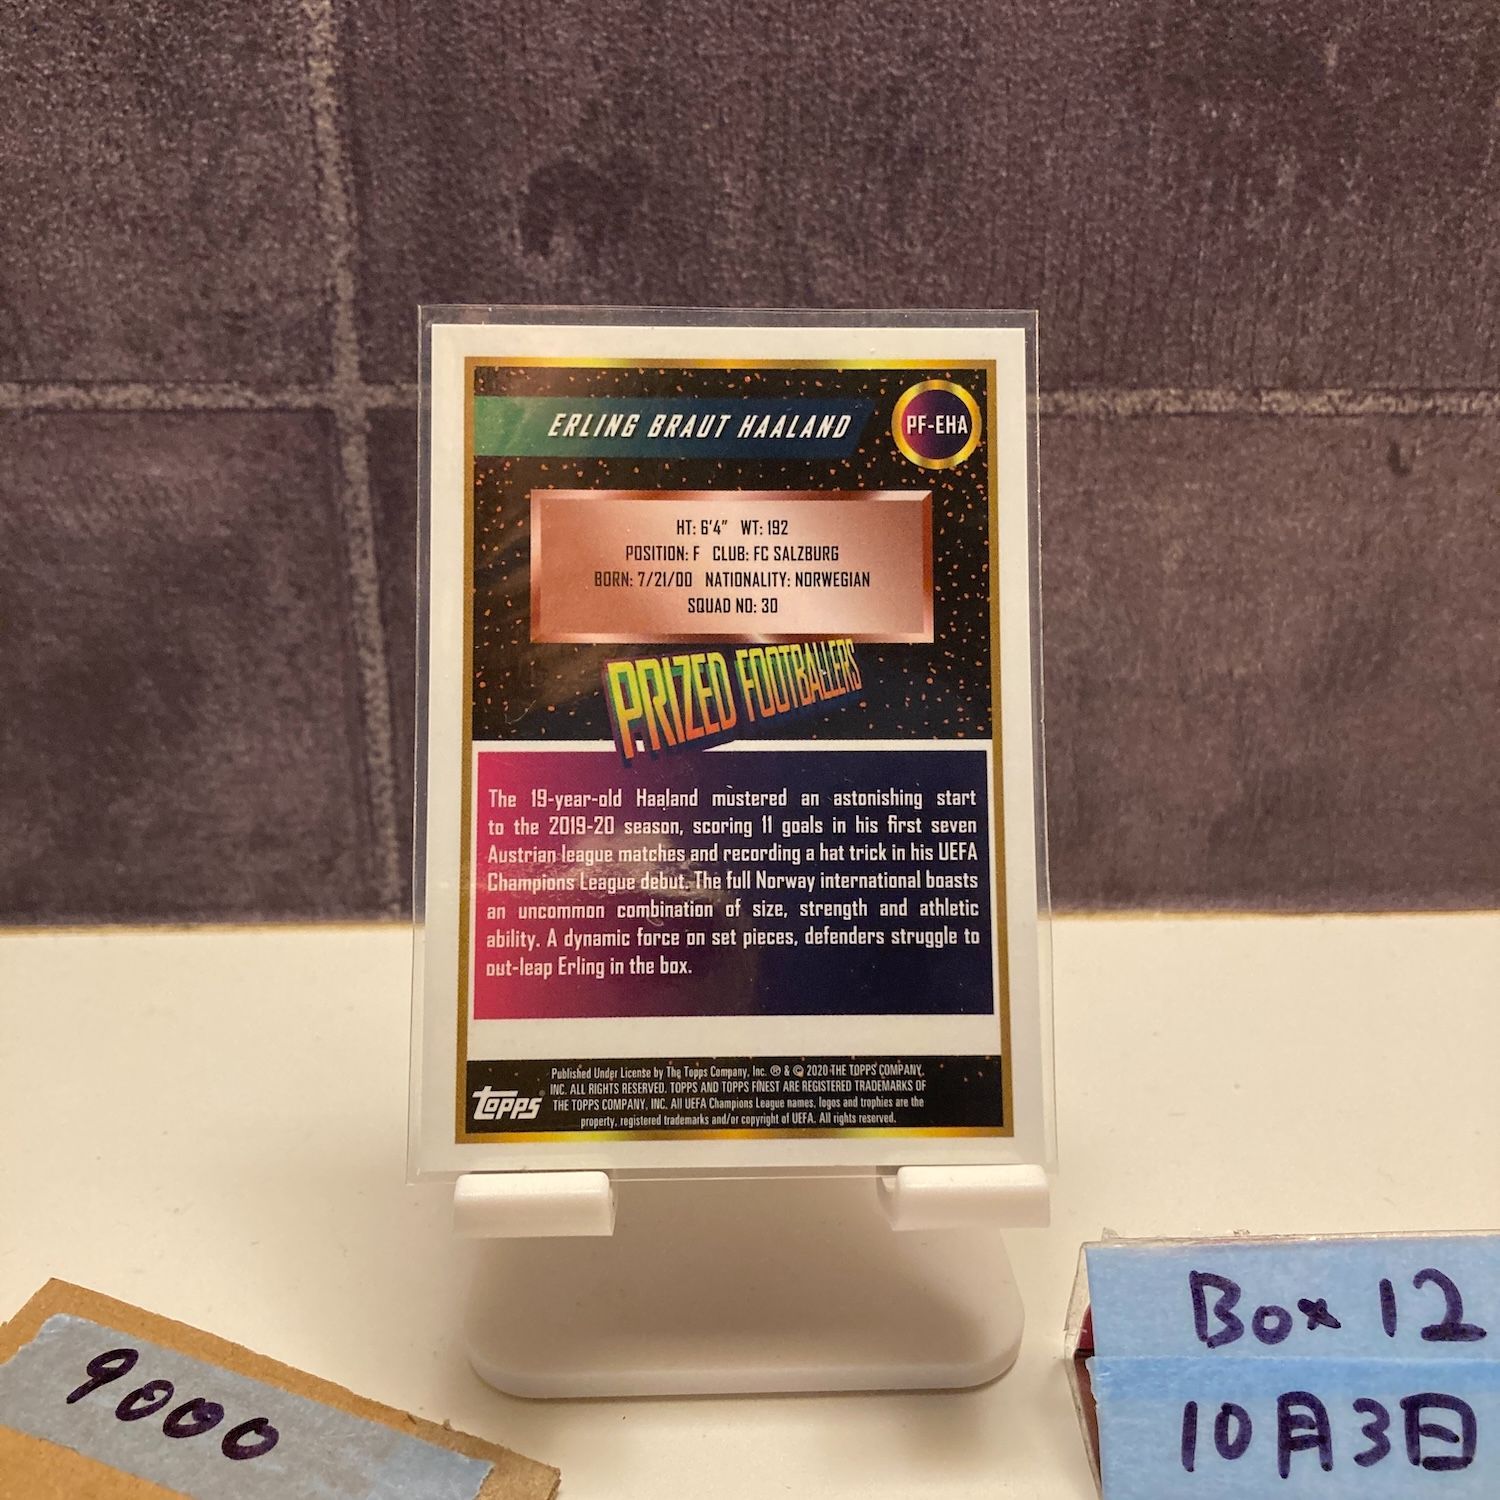 ERLING BRAUT HAALAND
PF-EHA
HT: 6'4" WT: 192
POSITION: F CLUB: FC SALZBURG
BORN: 7/21/00 NATIONALITY: NORWEGIAN
SQUAD NO: 30
PRIZED FOOTBALLERS
The 19-year-old Haaland mustered an astonishing start
to the 2019-20 season, scoring 11 goals in his first seven
Austrian league matches and recording a hat trick in his UEFA
Champions League debut. The full Norway international boasts
an uncommon combination of size, strength and athletic
ability. A dynamic force on set pieces, defenders struggle to
out-leap Erling in the box.
Published Under License by The Topps Company, Inc. ® & © 2020 THE TOPPS COMPANY,
INC. ALL RIGHTS RESERVED. TOPPS AND TOPPS FINEST ARE REGISTERED TRADEMARKS OF
THE TOPPS COMPANY, INC. All UEFA Champions League names, logos and trophies are the
property, registered trademarks and/or copyright of UEFA. All rights reserved.
Topps
9000
Box 12
10月3日